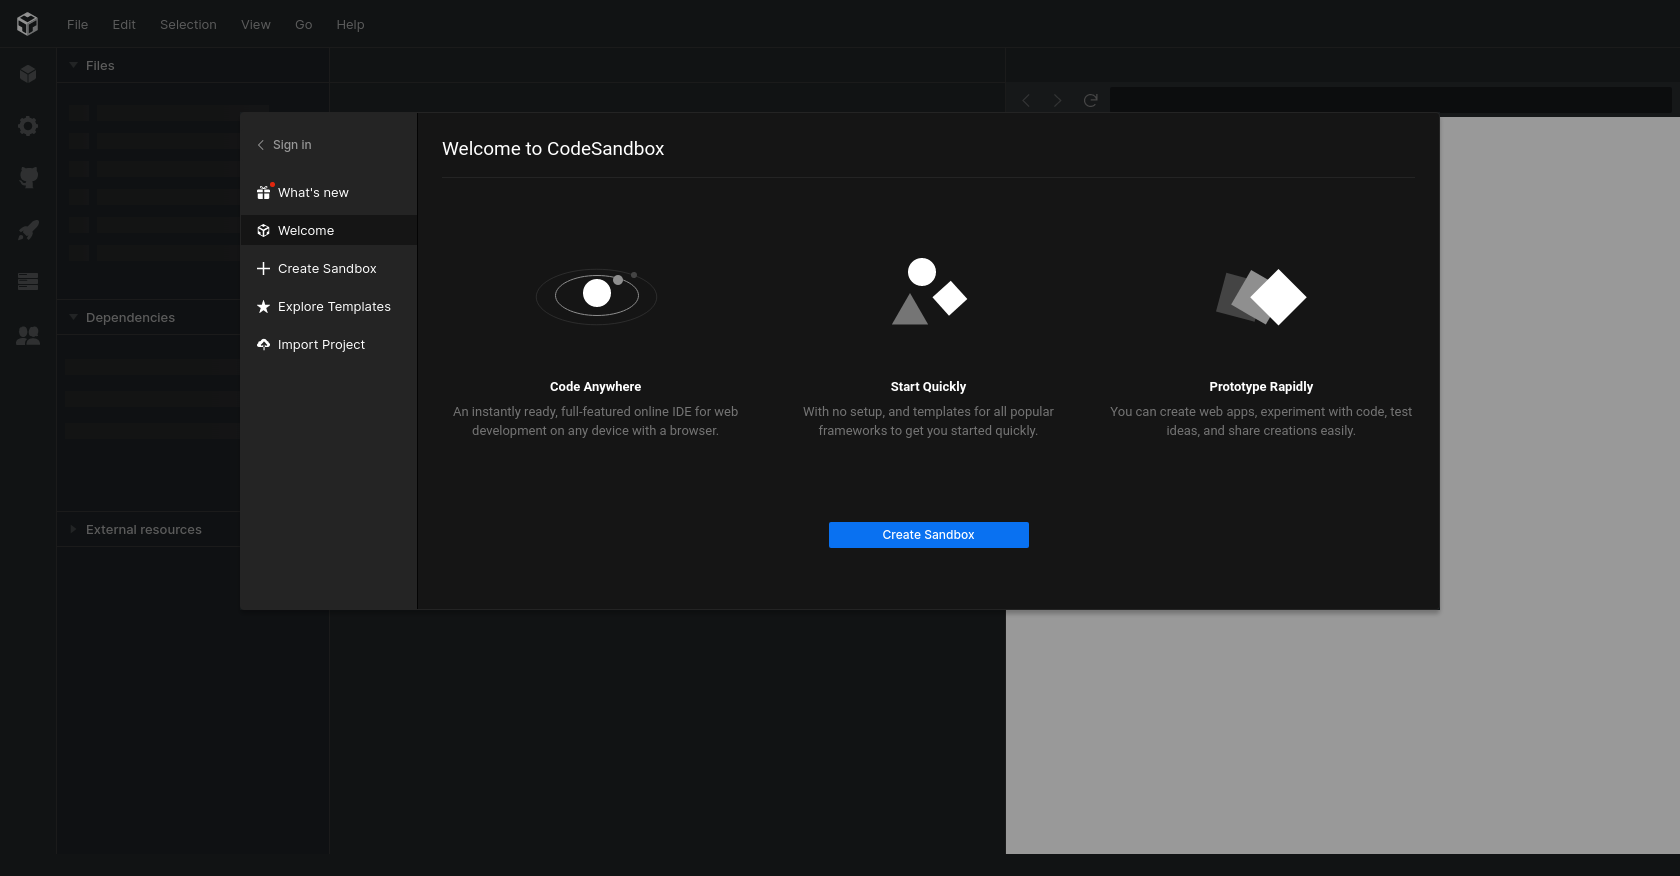 File Edit Selection View Go Help
Files
Dependencies
External resources
Sign in
What's new
Welcome
Create Sandbox
Explore Templates
Import Project
Welcome to CodeSandbox
Code Anywhere
An instantly ready, full-featured online IDE for web
development on any device with a browser.
Start Quickly
With no setup, and templates for all popular
frameworks to get you started quickly.
Prototype Rapidly
You can create web apps, experiment with code, test
ideas, and share creations easily.
Create Sandbox